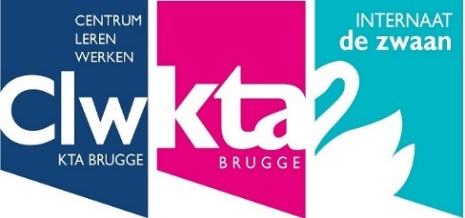 CENTRUM
LEREN
WERKEN
Clw
KTA BRUGGE
kta
BRUGGE
INTERNAAT
de zwaan